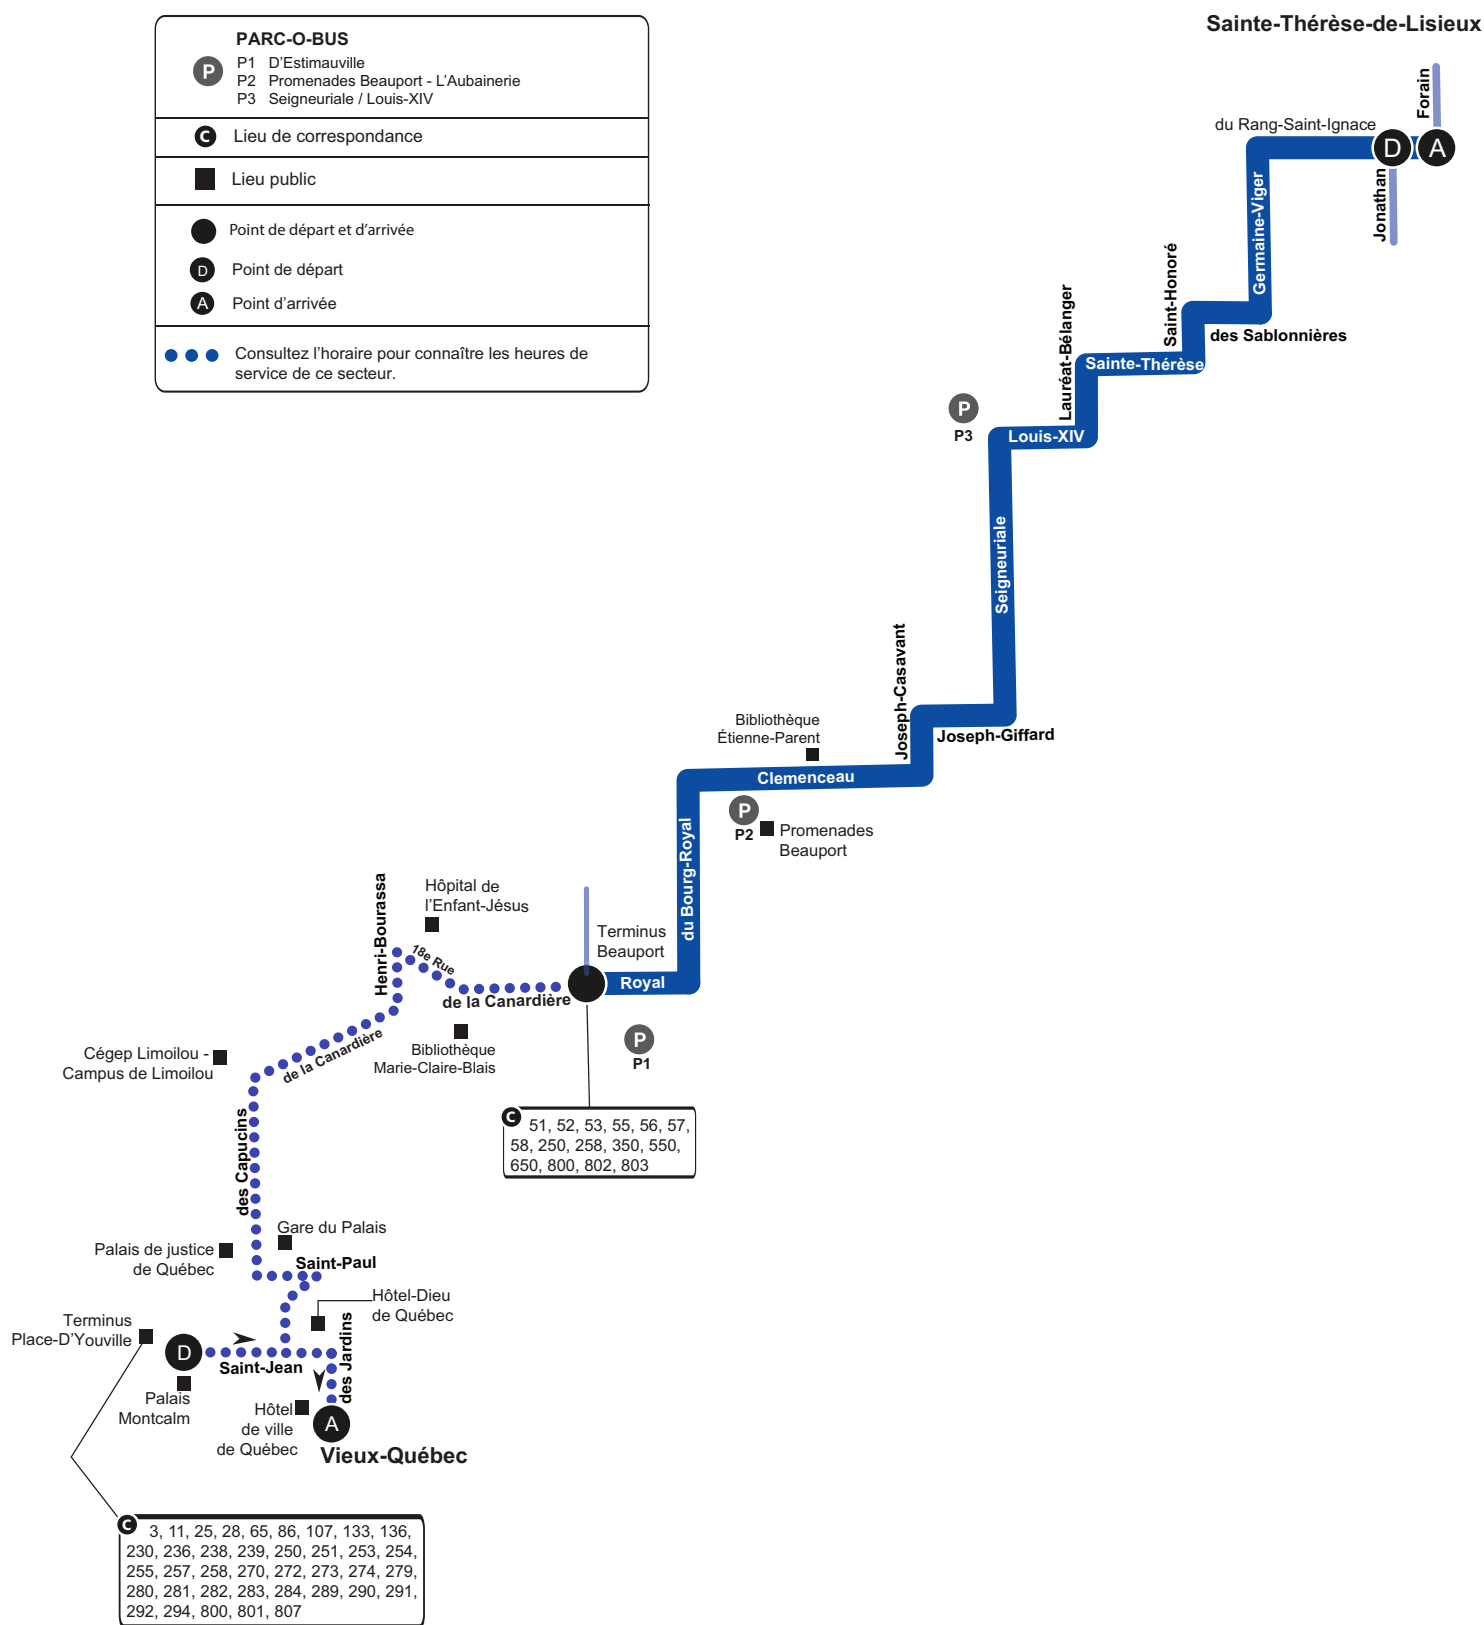 Sainte-Thérèse-de-Lisieux
PARC-O-BUS
P
P1 D'Estimauville
P2 Promenades Beauport - L'Aubainerie
P3 Seigneuriale / Louis-XIV
C Lieu de correspondance
Lieu public
Point de départ et d'arrivée
D Point de départ
A Point d'arrivée
Consultez l'horaire pour connaître les heures de
service de ce secteur.
Forain
du Rang-Saint-Ignace
D
A
Jonathan
Germaine-Viger
Saint-Honoré
des Sablonnières
Lauréat-Bélanger
Sainte-Thérèse
P
P3
Louis-XIV
Seigneuriale
Joseph-Casavant
Joseph-Giffard
Bibliothèque
Étienne-Parent
Clemenceau
P
P2
Promenades
Beauport
du Bourg-Royal
Hôpital de
l'Enfant-Jésus
Henri-Bourassa
18e Rue
Terminus
Beauport
Royal
de la Canardière
P
P1
Bibliothèque
Marie-Claire-Blais
de la Canardière
Cégep Limoilou -
Campus de Limoilou
C 51, 52, 53, 55, 56, 57,
58, 250, 258, 350, 550,
650, 800, 802, 803
des Capucins
Gare du Palais
Palais de justice
de Québec
Saint-Paul
Hôtel-Dieu
de Québec
Terminus
Place-D'Youville
D
Saint-Jean
des Jardins
Palais
Montcalm
Hôtel
de ville
de Québec
A
Vieux-Québec
C 3, 11, 25, 28, 65, 86, 107, 133, 136,
230, 236, 238, 239, 250, 251, 253, 254,
255, 257, 258, 270, 272, 273, 274, 279,
280, 281, 282, 283, 284, 289, 290, 291,
292, 294, 800, 801, 807